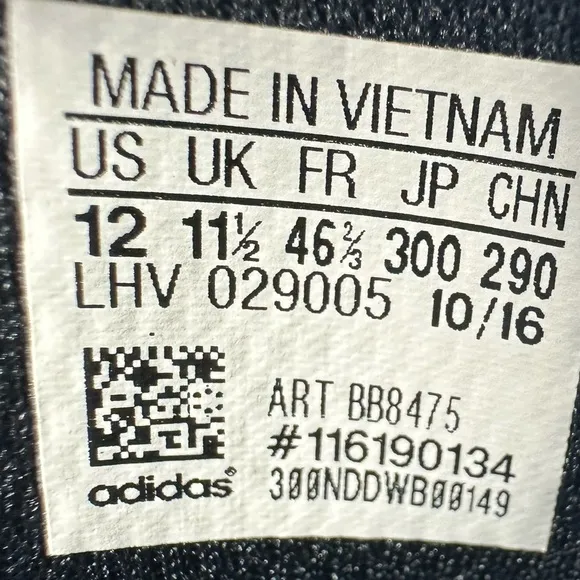 MADE IN VIETNAM
US UK FR JP CHN
12 11½ 46⅔ 300 290
LHV 029005 10/16
ART BB8475
#116190134
adidas® 300NDDWB00149